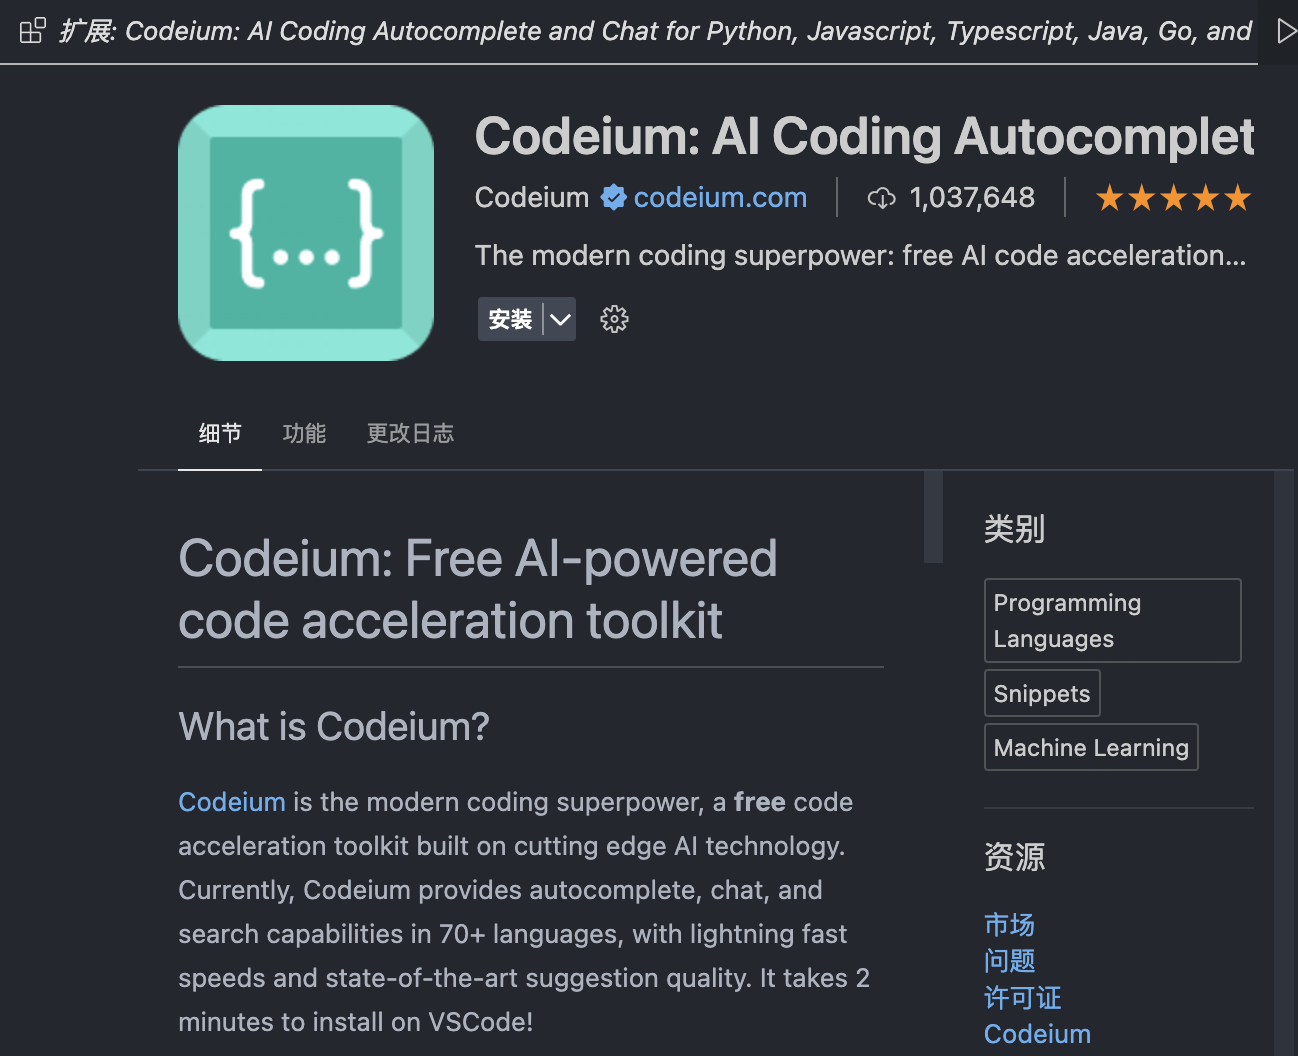 扩展: Codeium: AI Coding Autocomplete and Chat for Python, Javascript, Typescript, Java, Go, and
{...}
Codeium: AI Coding Autocomplet
Codeium codeium.com 1,037,648
The modern coding superpower: free AI code acceleration...
安装
细节 功能 更改日志
Codeium: Free AI-powered
code acceleration toolkit
What is Codeium?
Codeium is the modern coding superpower, a free code
acceleration toolkit built on cutting edge AI technology.
Currently, Codeium provides autocomplete, chat, and
search capabilities in 70+ languages, with lightning fast
speeds and state-of-the-art suggestion quality. It takes 2
minutes to install on VSCode!
类别
Programming
Languages
Snippets
Machine Learning
资源
市场
问题
许可证
Codeium